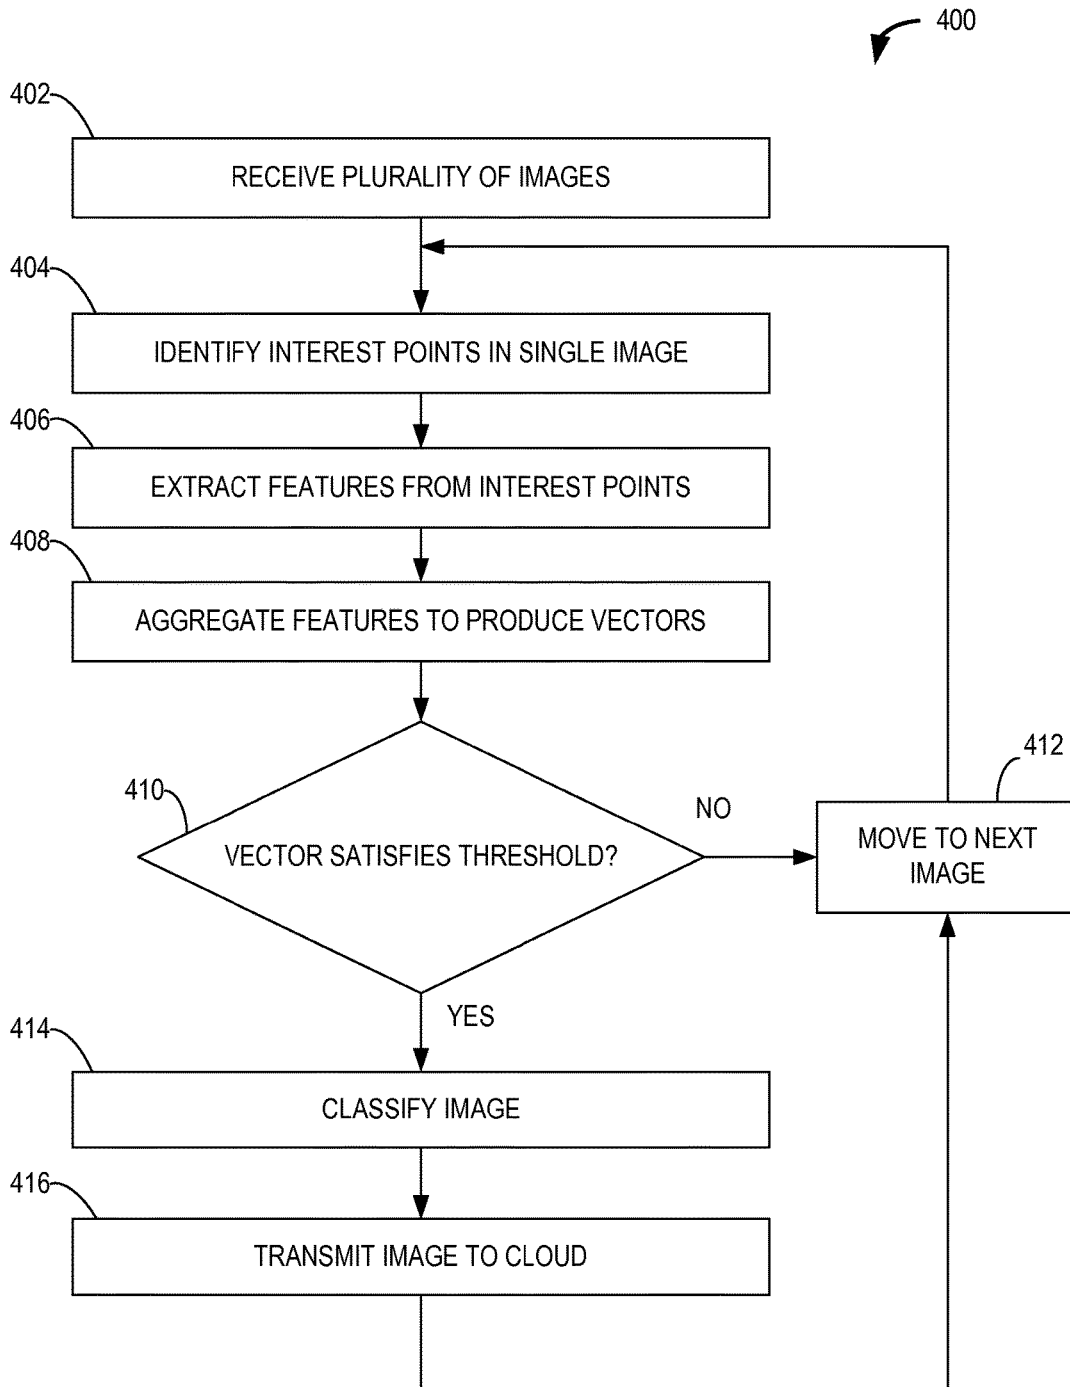 400
402
RECEIVE PLURALITY OF IMAGES
404
IDENTIFY INTEREST POINTS IN SINGLE IMAGE
406
EXTRACT FEATURES FROM INTEREST POINTS
408
AGGREGATE FEATURES TO PRODUCE VECTORS
410
VECTOR SATISFIES THRESHOLD?
NO
412
MOVE TO NEXT
IMAGE
YES
414
CLASSIFY IMAGE
416
TRANSMIT IMAGE TO CLOUD